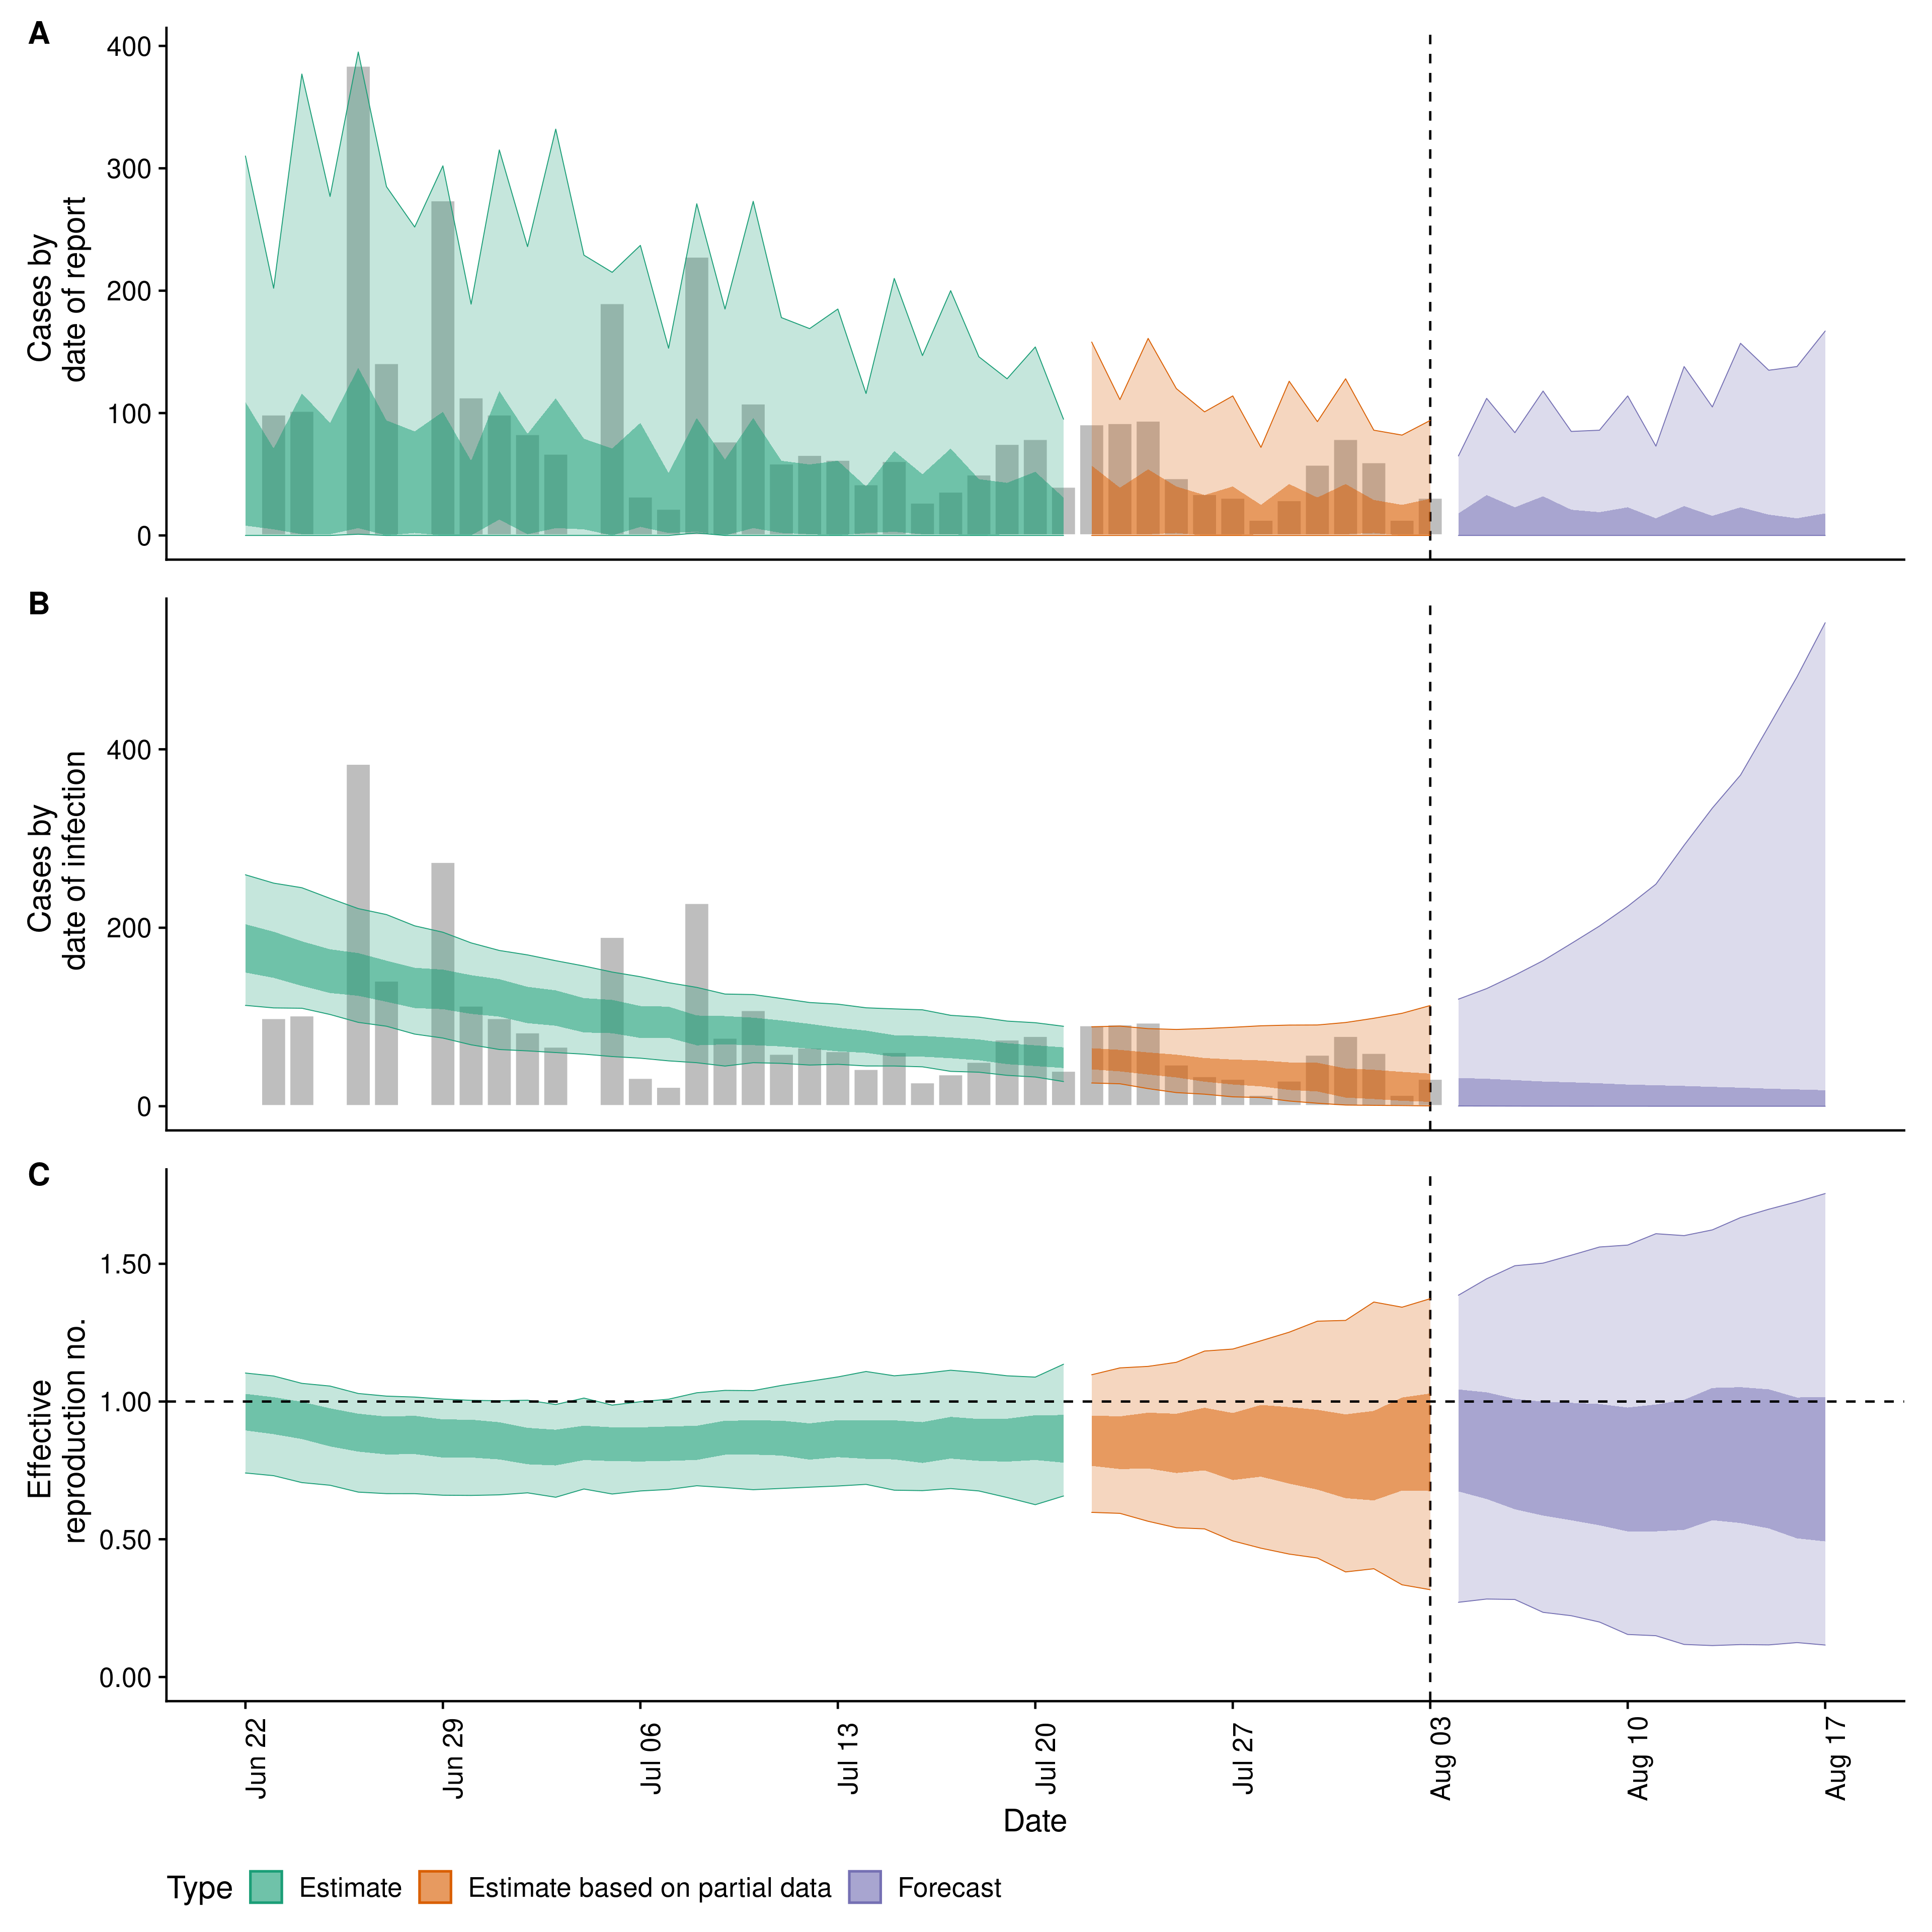 A
Cases by
date of report
400
300
200
100
0
B
Cases by
date of infection
400
200
0
C
Effective
reproduction no.
1.50
1.00
0.50
0.00
Jun 22
Jun 29
Jul 06
Jul 13
Jul 20
Jul 27
Aug 03
Aug 10
Aug 17
Date
Type Estimate Estimate based on partial data Forecast